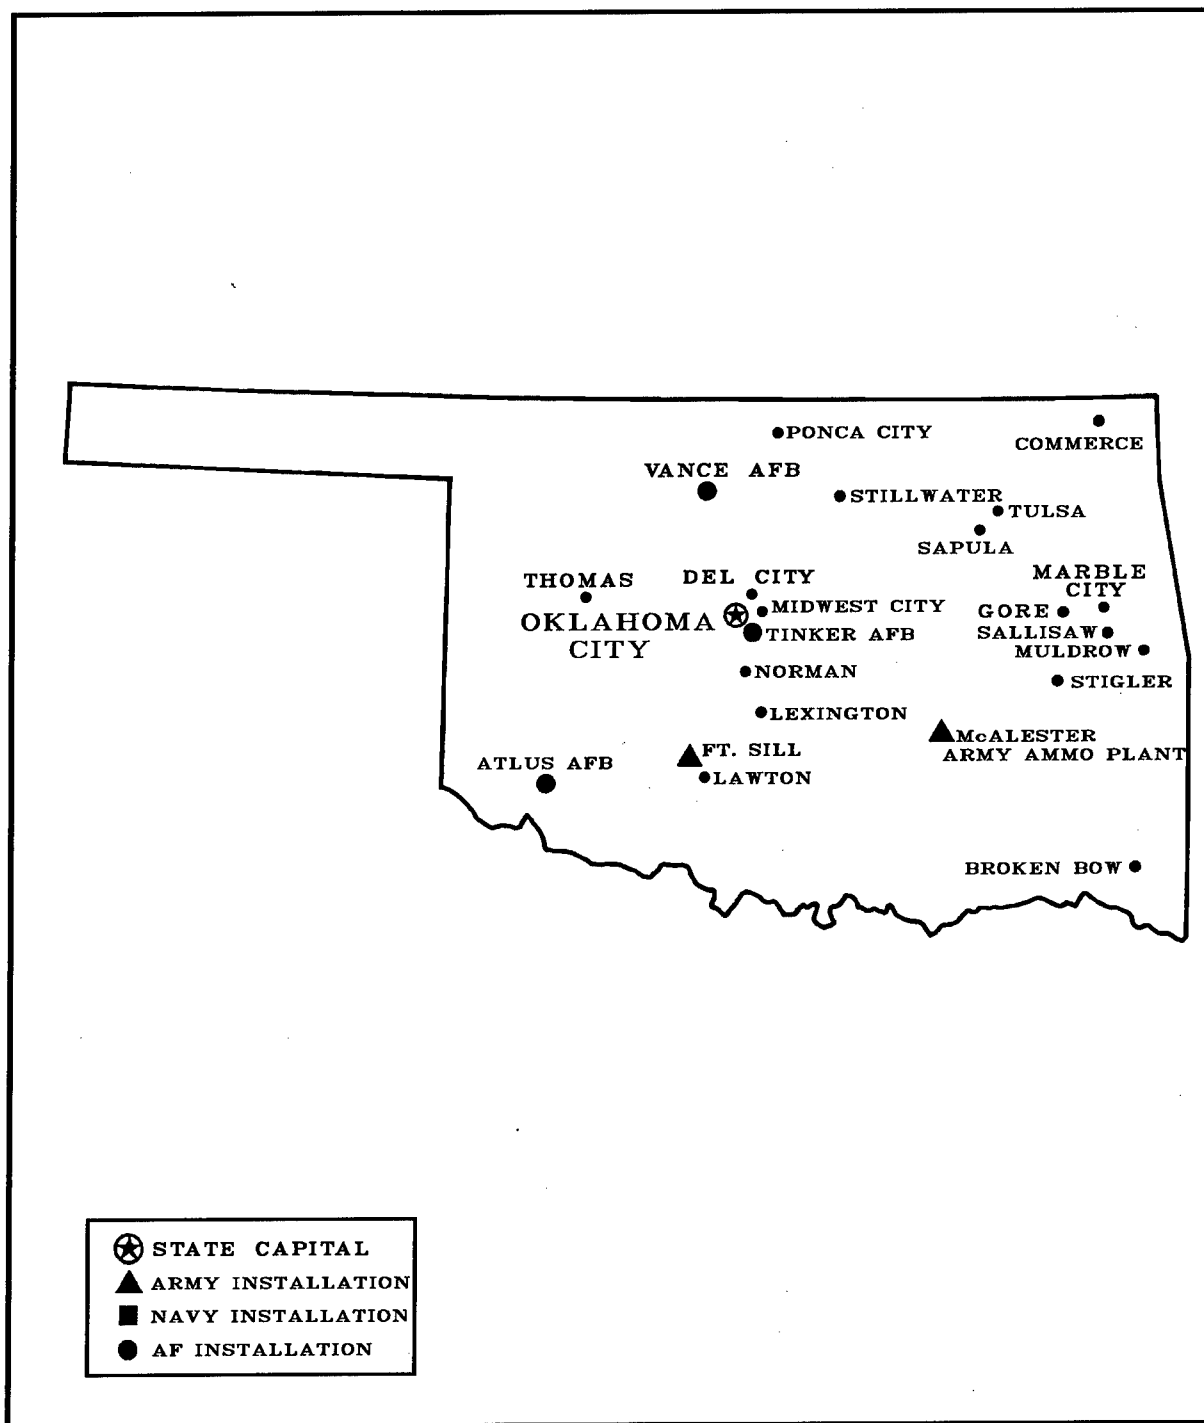 PONCA CITY
COMMERCE
VANCE AFB
STILLWATER
TULSA
SAPULA
THOMAS
DEL CITY
MARBLE
CITY
MIDWEST CITY
GORE
OKLAHOMA
CITY
TINKER AFB
SALLISAW
MULDROW
NORMAN
STIGLER
LEXINGTON
McALESTER
ARMY AMMO PLANT
FT. SILL
ATLUS AFB
LAWTON
BROKEN BOW
STATE CAPITAL
ARMY INSTALLATION
NAVY INSTALLATION
AF INSTALLATION